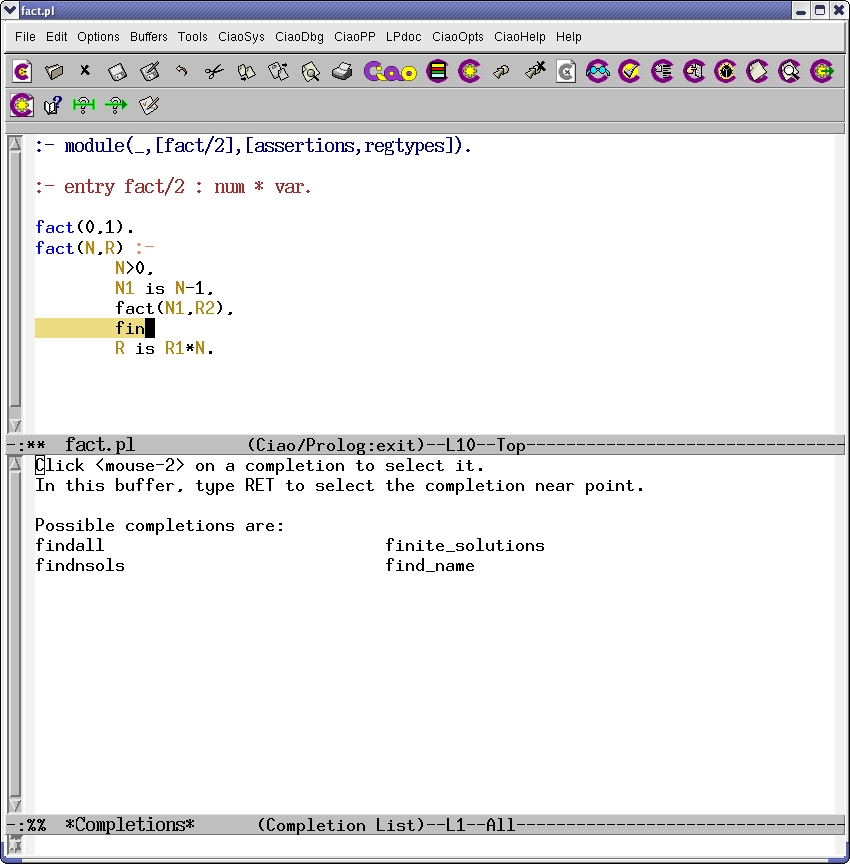 fact.pl
File Edit Options Buffers Tools CiaoSys CiaoDbg CiaoPP LPdoc CiaoOpts CiaoHelp Help
Ciao
:- module(_,[fact/2],[assertions,regtypes]).
:- entry fact/2 : num * var.
fact(0,1).
fact(N,R) :-
N>0,
N1 is N-1,
fact(N1,R2),
fin
R is R1*N.
-:** fact.pl (Ciao/Prolog:exit)--L10--Top--------------------------------
Click <mouse-2> on a completion to select it.
In this buffer, type RET to select the completion near point.
Possible completions are:
findall finite_solutions
findnsols find_name
-:%% *Completions* (Completion List)--L1--All---------------------------------